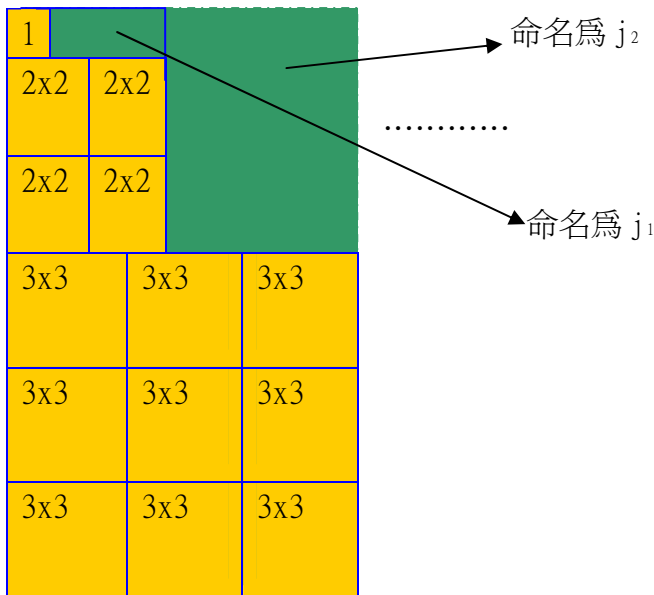 1
命名爲 j₂
2x2 2x2
............
2x2 2x2
命名爲 j₁
3x3 3x3 3x3
3x3 3x3 3x3
3x3 3x3 3x3